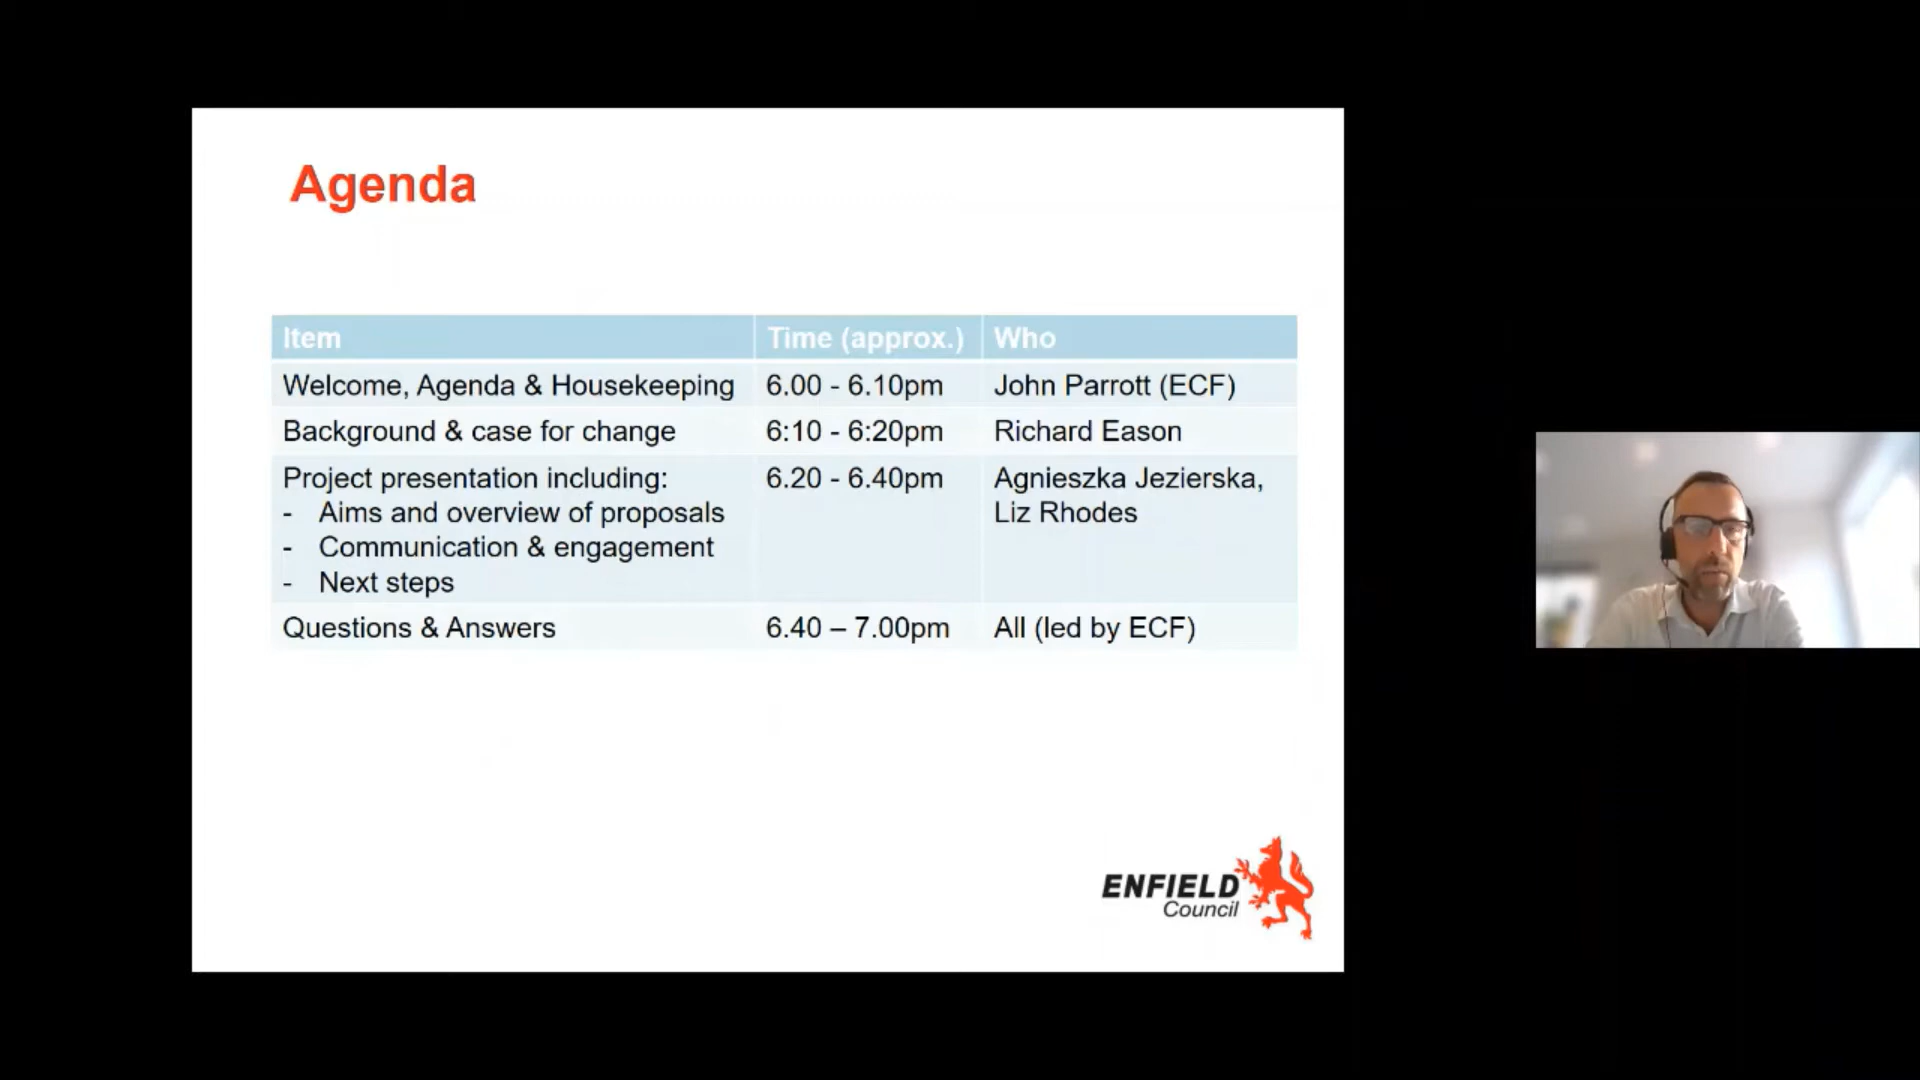 Agenda
Item Time (approx.) Who
Welcome, Agenda & Housekeeping 6.00 - 6.10pm John Parrott (ECF)
Background & case for change 6:10 - 6:20pm Richard Eason
Project presentation including: 6.20 - 6.40pm Agnieszka Jezierska,
- Aims and overview of proposals Liz Rhodes
- Communication & engagement
- Next steps
Questions & Answers 6.40 – 7.00pm All (led by ECF)
ENFIELD
Council